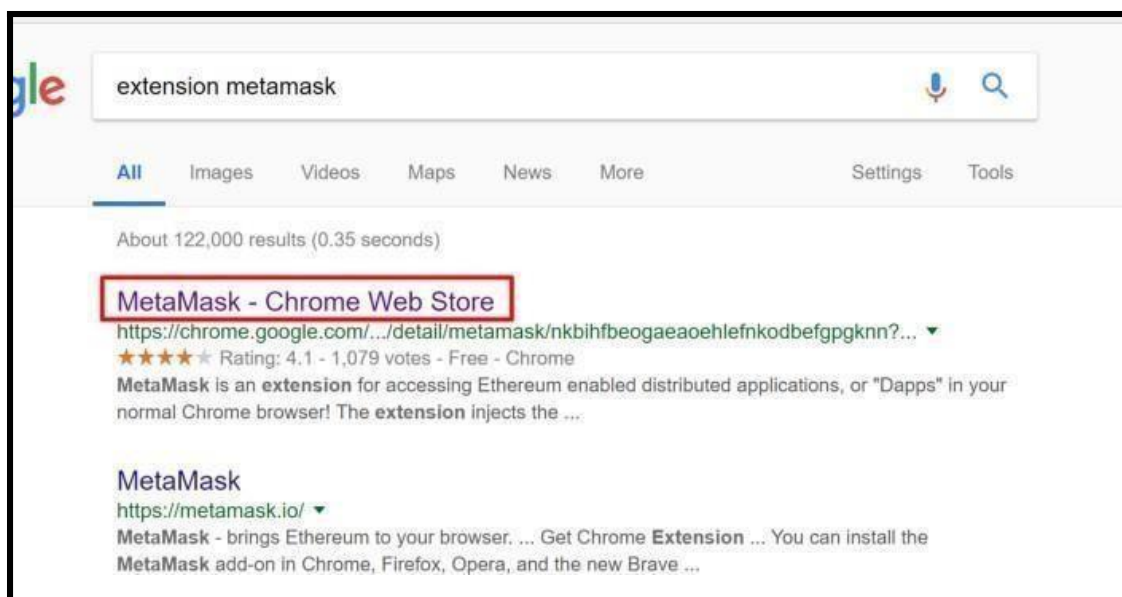 gle
extension metamask
All Images Videos Maps News More Settings Tools
About 122,000 results (0.35 seconds)
MetaMask - Chrome Web Store
https://chrome.google.com/.../detail/metamask/nkbihfbeogaeaoehlefnkodbefgpgknn?...
Rating: 4.1 - 1,079 votes - Free - Chrome
MetaMask is an extension for accessing Ethereum enabled distributed applications, or "Dapps" in your
normal Chrome browser! The extension injects the ...
MetaMask
https://metamask.io/
MetaMask - brings Ethereum to your browser. ... Get Chrome Extension ... You can install the
MetaMask add-on in Chrome, Firefox, Opera, and the new Brave ...